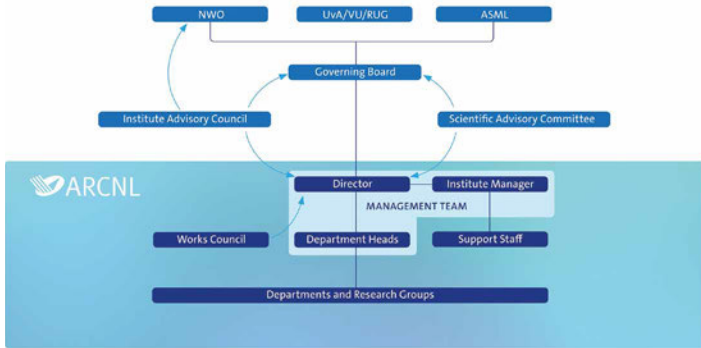 NWO
UvA/VU/RUG
ASML
Governing Board
Institute Advisory Council
Scientific Advisory Committee
ARCNL
Director
Institute Manager
MANAGEMENT TEAM
Works Council
Department Heads
Support Staff
Departments and Research Groups